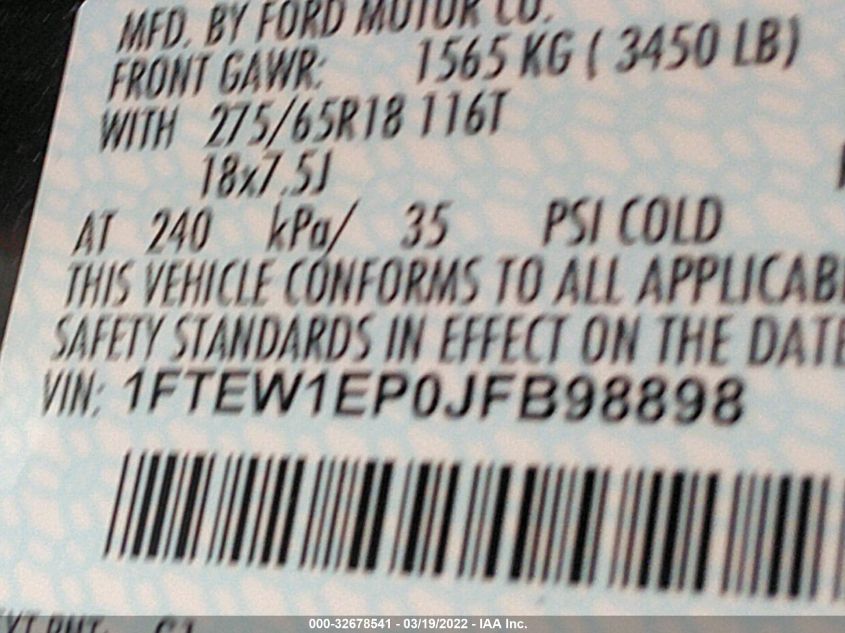 MFD. BY FORD MOTOR CO.
FRONT GAWR: 1565 KG ( 3450 LB)
WITH 275/65R18 116T
18x7.5J
AT 240 kPa/ 35 PSI COLD
THIS VEHICLE CONFORMS TO ALL APPLICAB
SAFETY STANDARDS IN EFFECT ON THE DATE
VIN: 1FTEW1EP0JFB98898
000-32678541 - 03/19/2022 - IAA Inc.